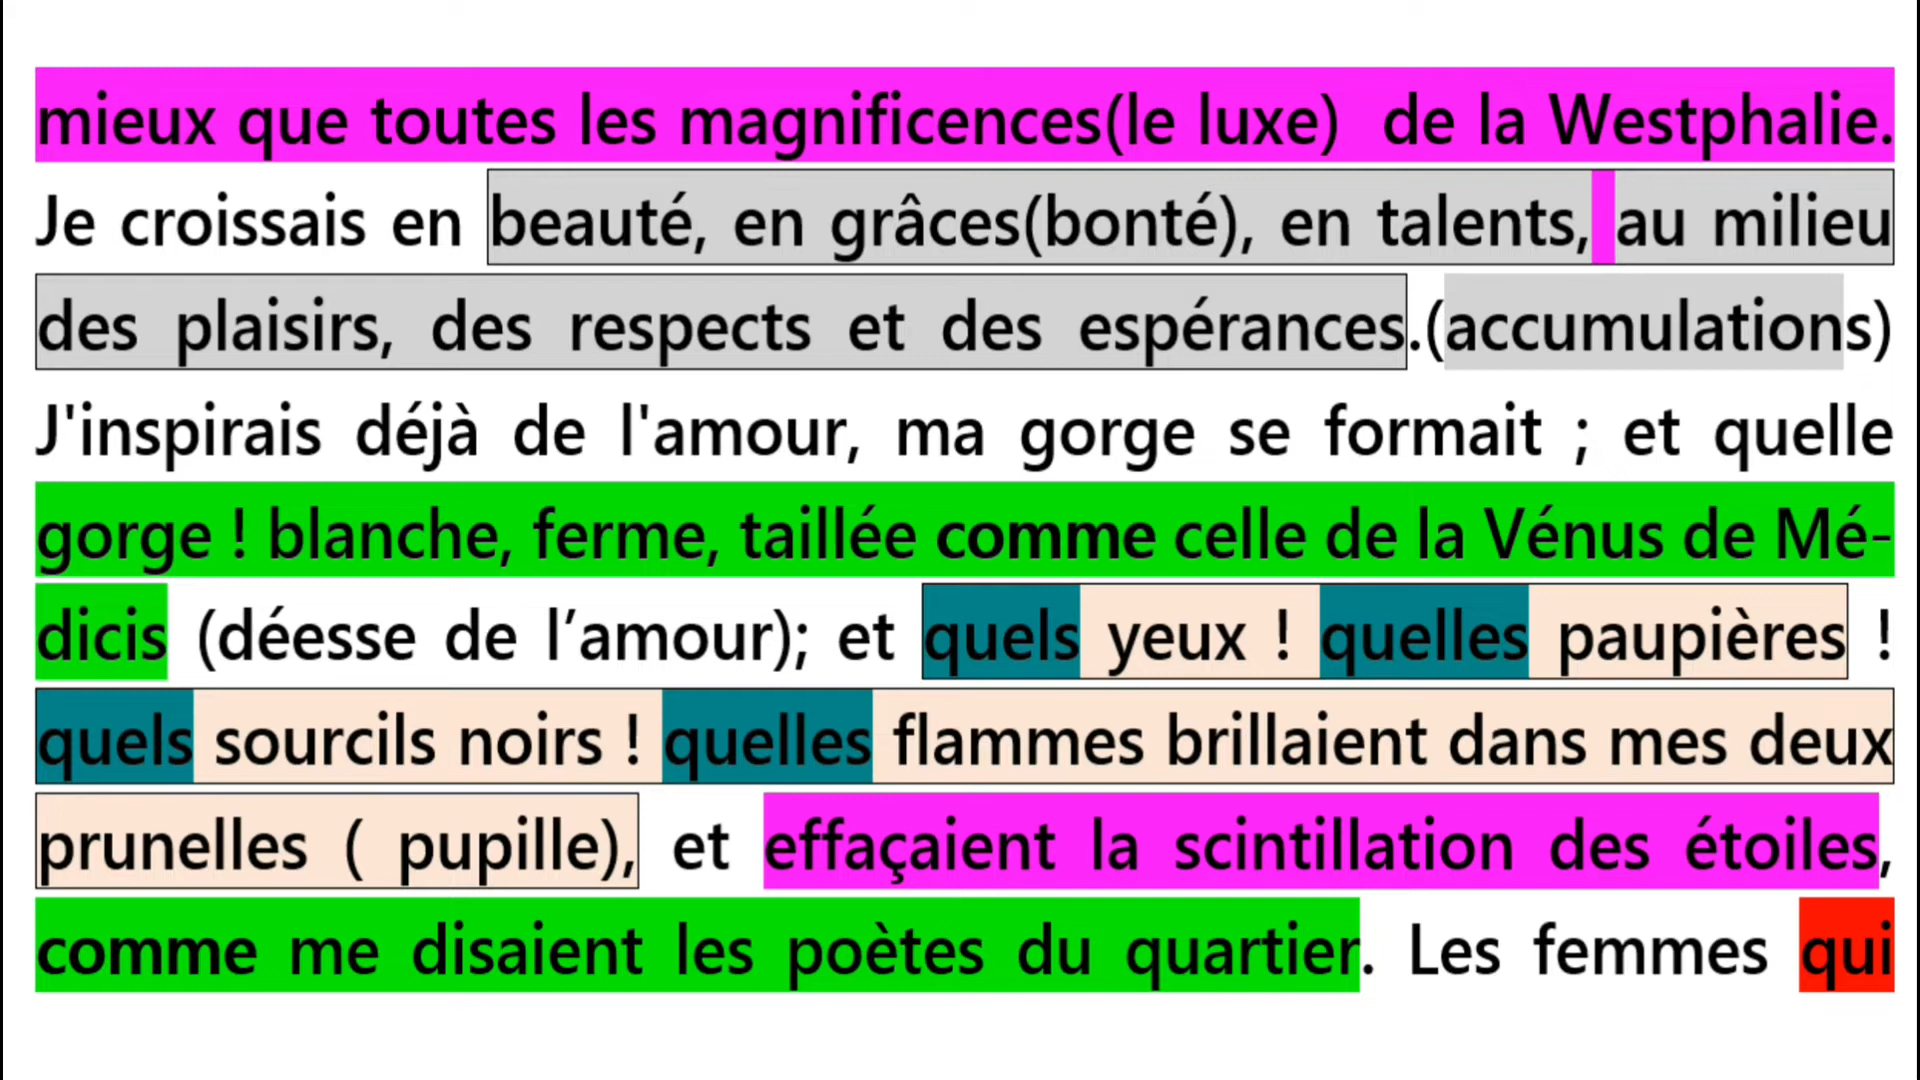 mieux que toutes les magnificences(le luxe) de la Westphalie.
Je croissais en beauté, en grâces(bonté), en talents, au milieu
des plaisirs, des respects et des espérances.(accumulations)
J'inspirais déjà de l'amour, ma gorge se formait ; et quelle
gorge ! blanche, ferme, taillée comme celle de la Vénus de Mé-
dicis (déesse de l’amour); et quels yeux ! quelles paupières !
quels sourcils noirs ! quelles flammes brillaient dans mes deux
prunelles ( pupille), et effaçaient la scintillation des étoiles,
comme me disaient les poètes du quartier. Les femmes qui